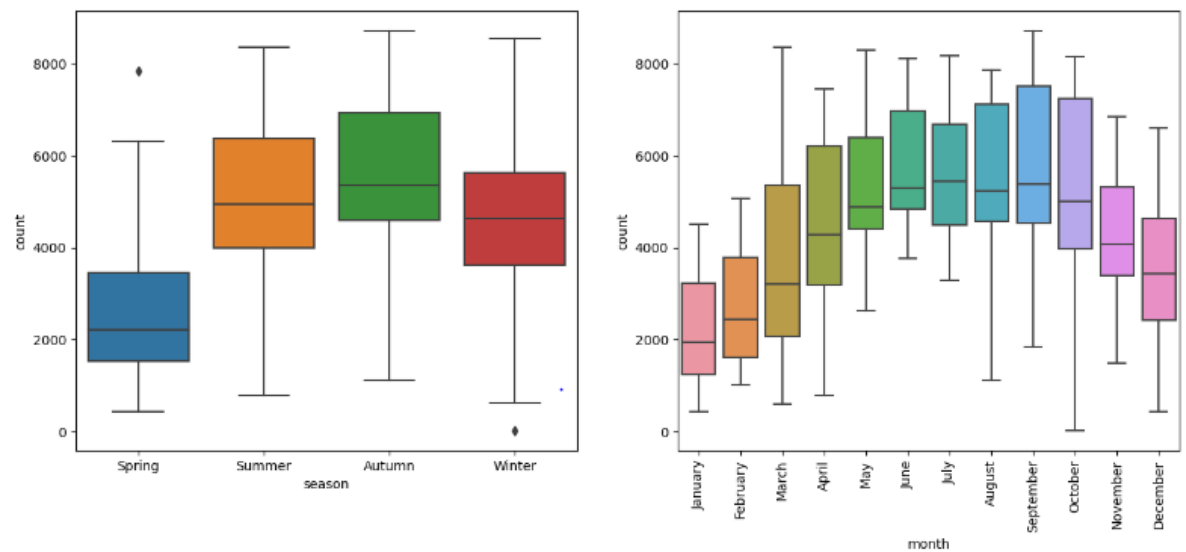 count
8000
6000
4000
2000
0
Spring
Summer
Autumn
Winter
season
count
8000
6000
4000
2000
0
January
February
March
April
May
June
July
August
September
October
November
December
month